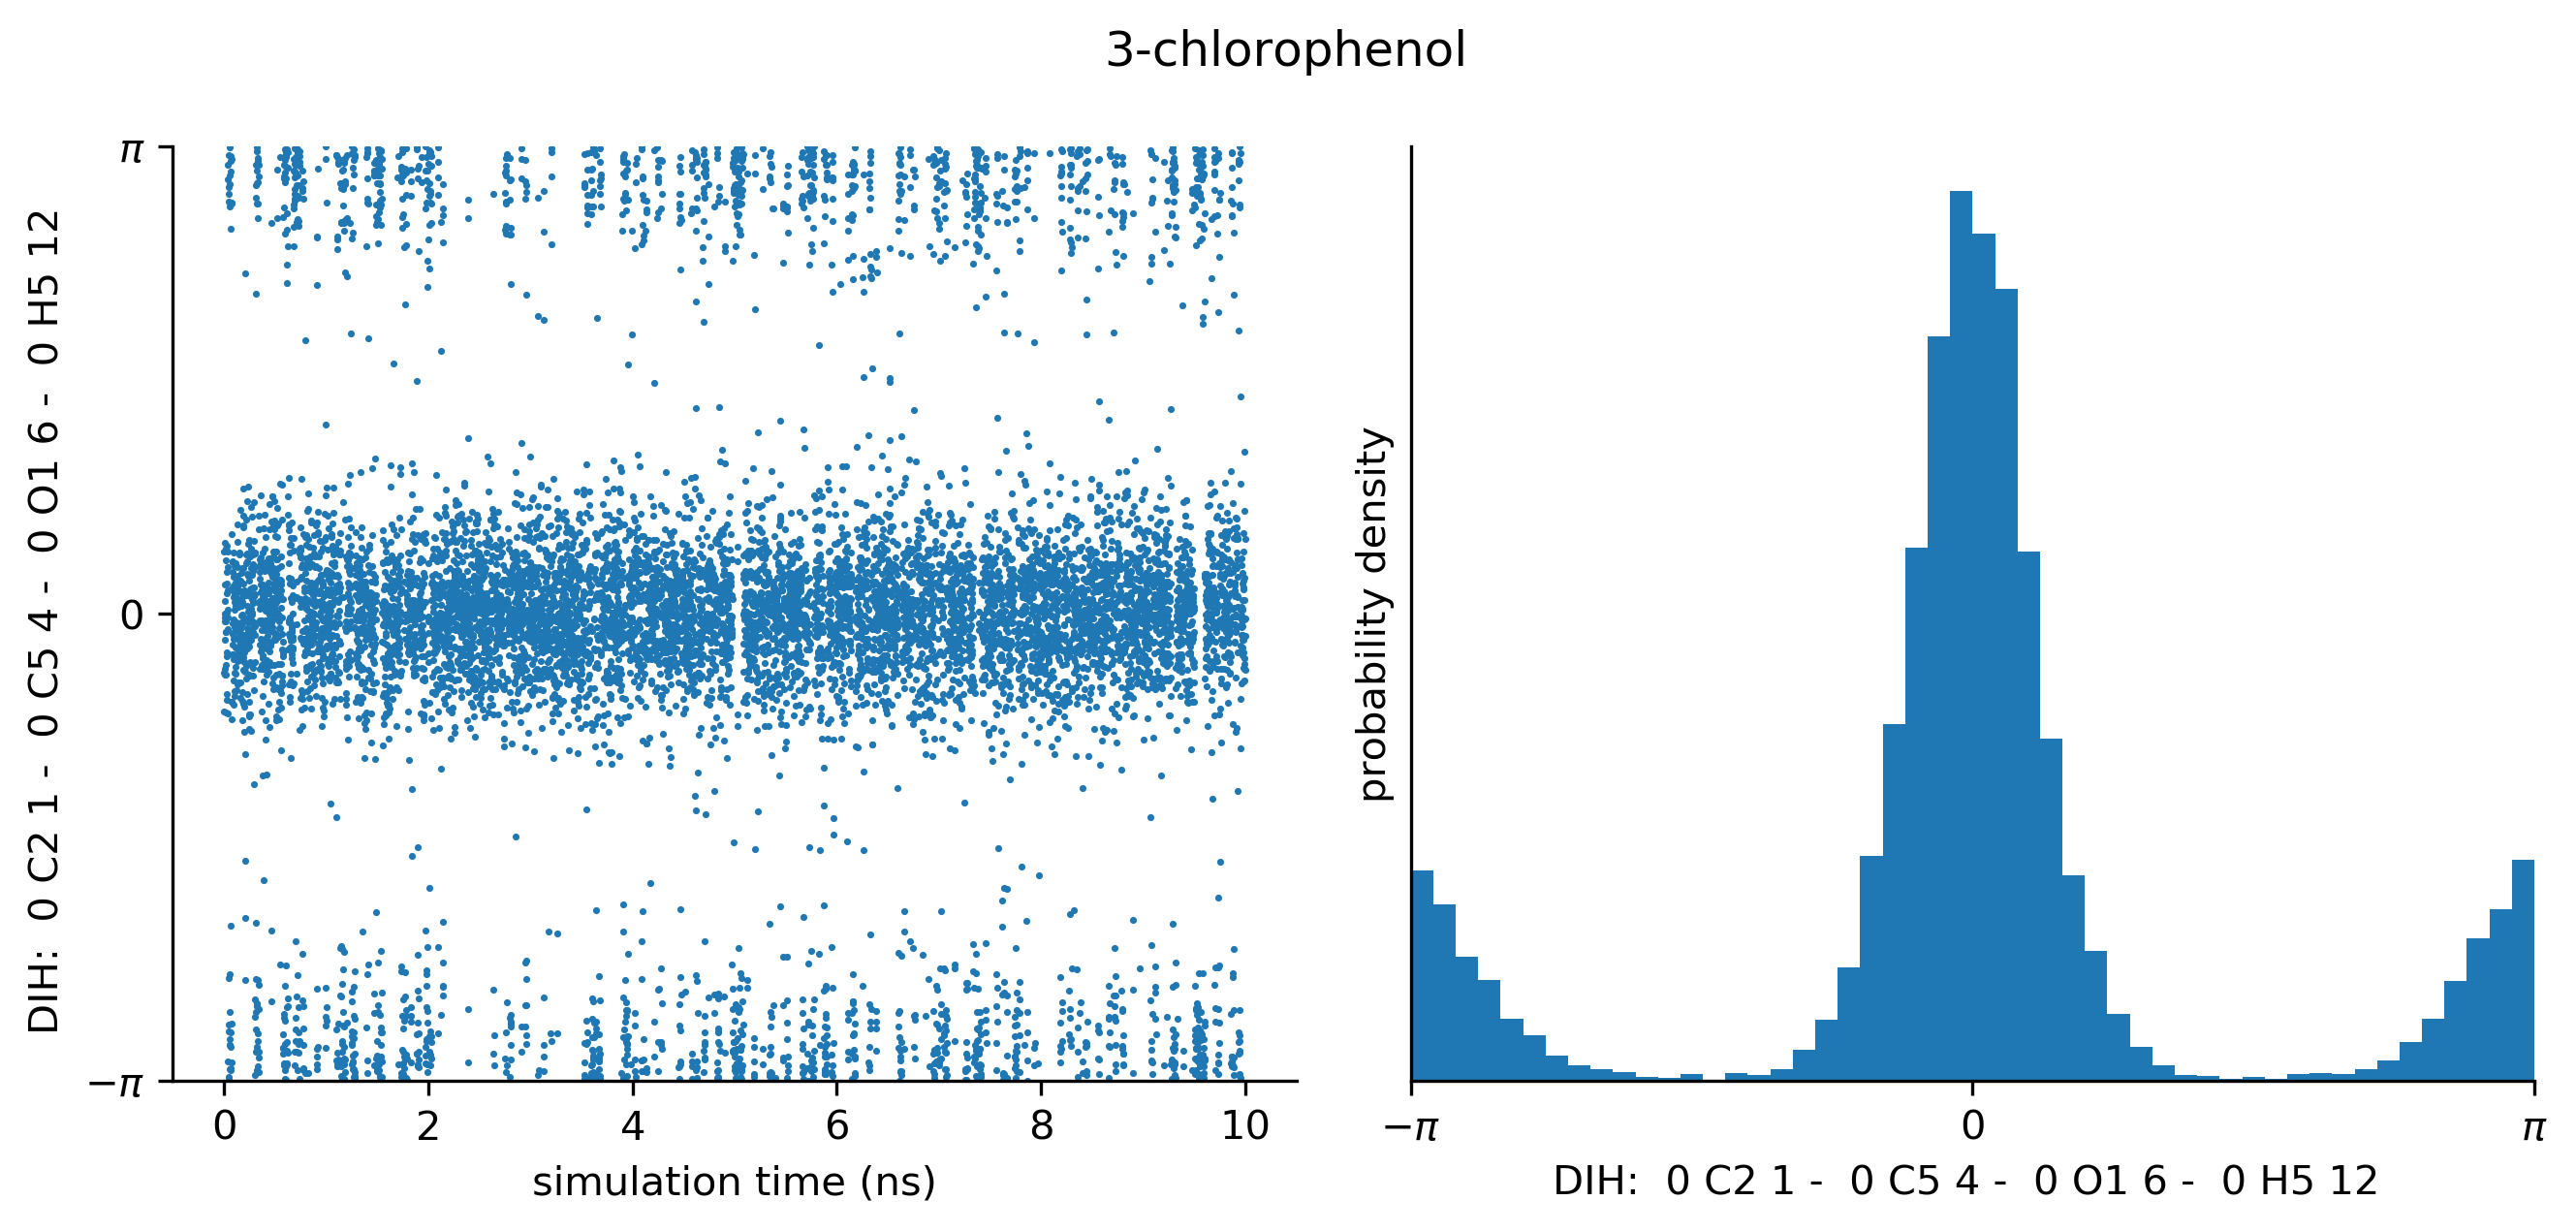 3-chlorophenol
DIH:  0 C2 1 -  0 C5 4 -  0 O1 6 -  0 H5 12
π
0
−π
0 2 4 6 8 10
simulation time (ns)
probability density
−π 0 π
DIH:  0 C2 1 -  0 C5 4 -  0 O1 6 -  0 H5 12